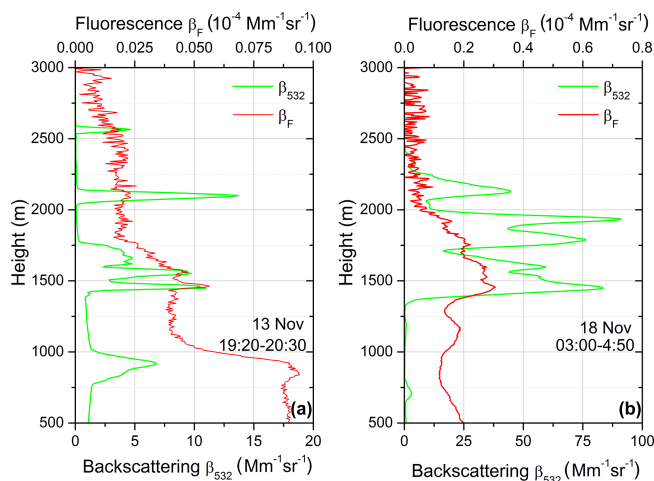 Fluorescence β_F (10⁻⁴ Mm⁻¹sr⁻¹)
0.000 0.025 0.050 0.075 0.100
3000
2500
2000
1500
1000
500
Height (m)
β₅₃₂
β_F
13 Nov
19:20-20:30
(a)
0 5 10 15 20
Backscattering β₅₃₂ (Mm⁻¹sr⁻¹)
Fluorescence β_F (10⁻⁴ Mm⁻¹sr⁻¹)
0.0 0.2 0.4 0.6 0.8
b
3000
2500
2000
1500
1000
500
Height (m)
β₅₃₂
β_F
18 Nov
03:00-4:50
(b)
0 25 50 75 100
Backscattering β₅₃₂ (Mm⁻¹sr⁻¹)